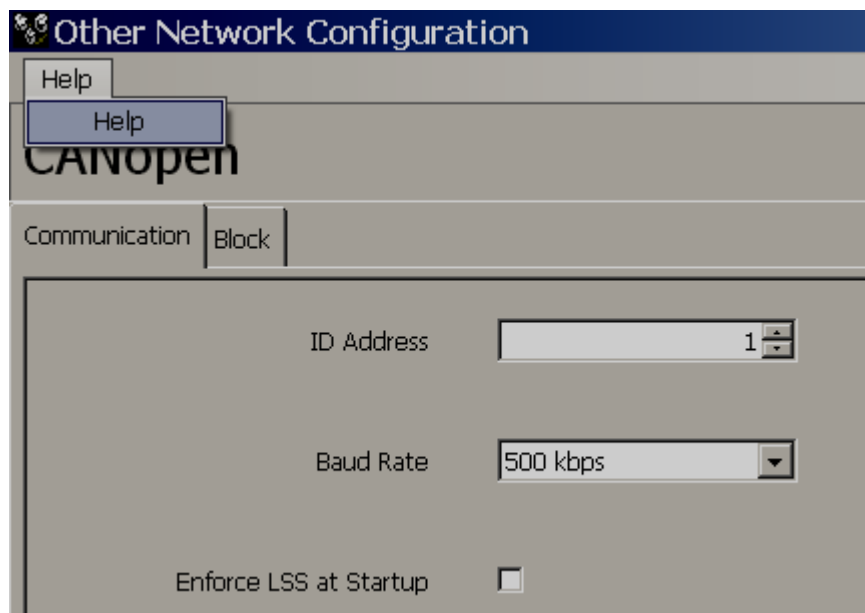 Other Network Configuration
Help
Help
CANopen
Communication
Block
ID Address
1
Baud Rate
500 kbps
Enforce LSS at Startup